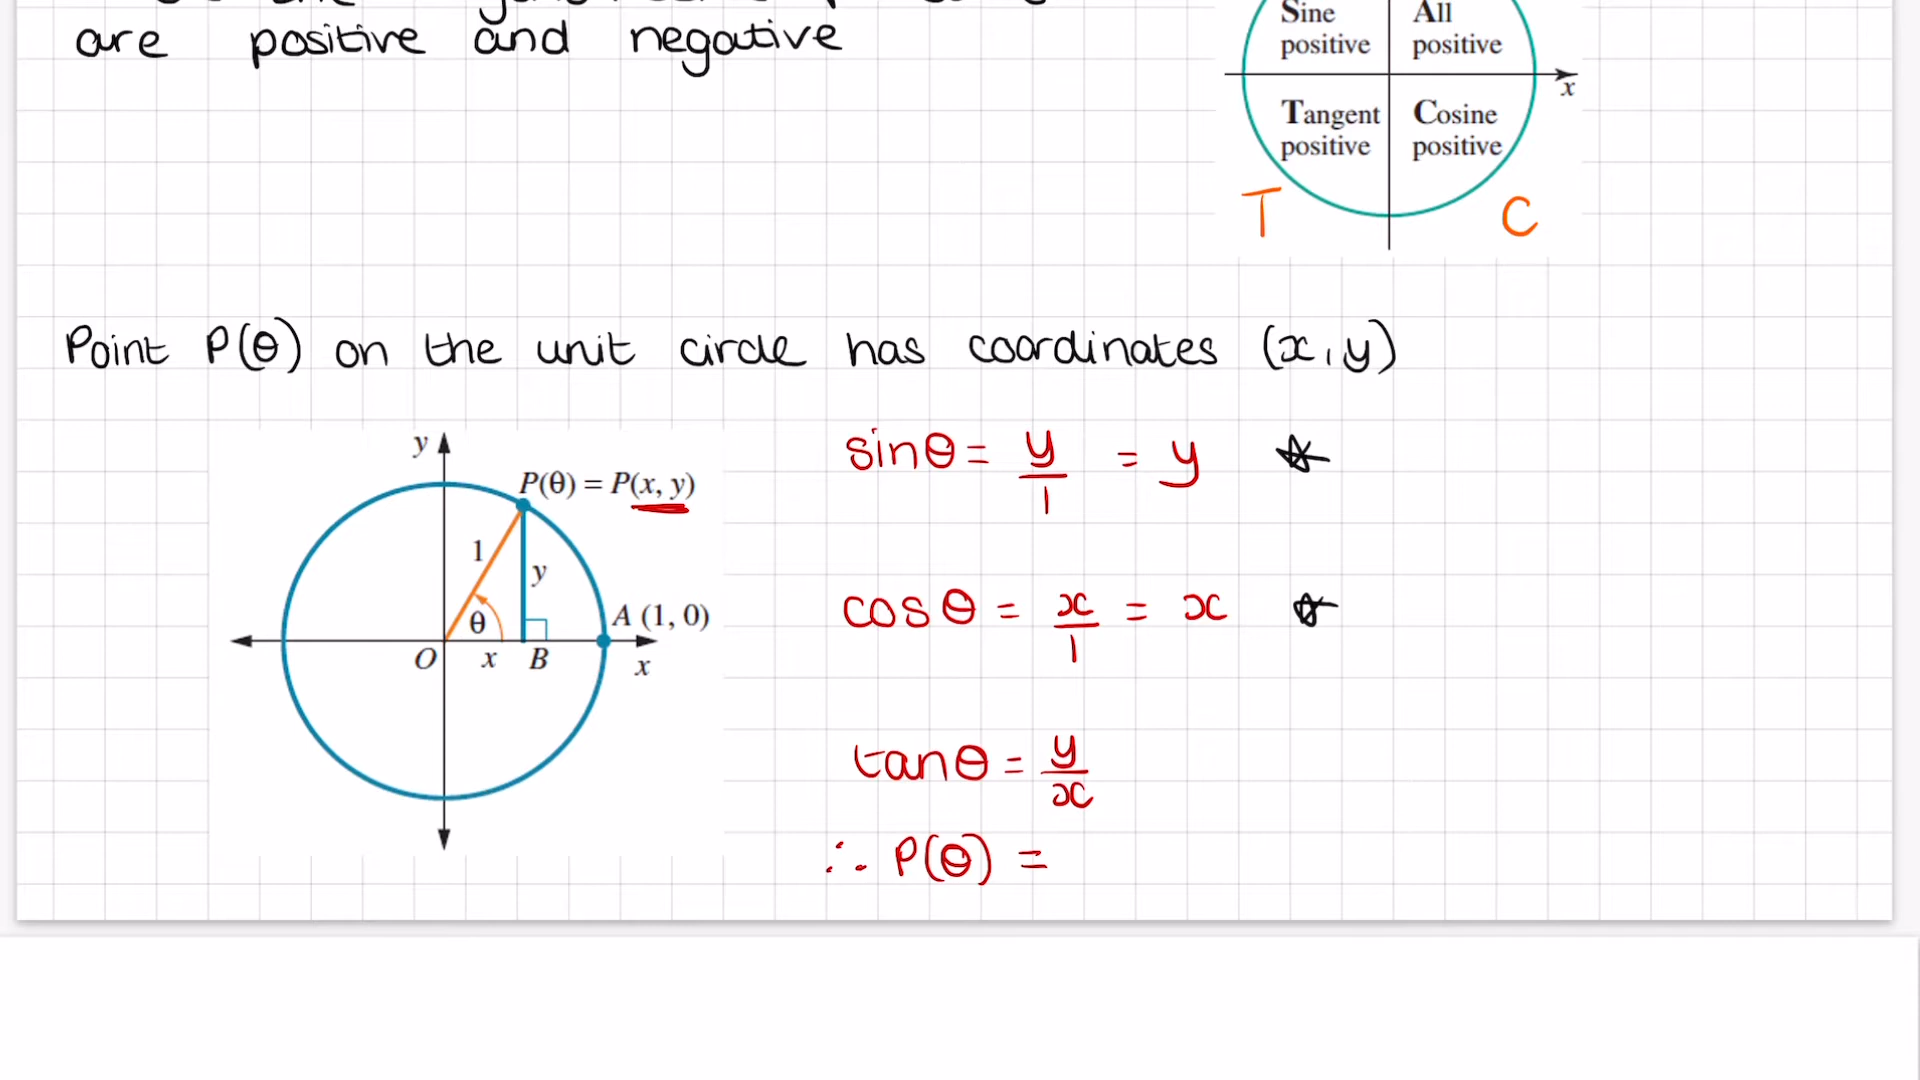 are positive and negative
Sine positive
All positive
x
Tangent positive
Cosine positive
T
C
Point P(θ) on the unit circle has coordinates (x, y)
y
P(θ) = P(x, y)
1
y
θ
A (1, 0)
O
x
B
x
sinθ = y/1 = y ☆
cosθ = x/1 = x ☆
tanθ = y/x
∴ P(θ) =